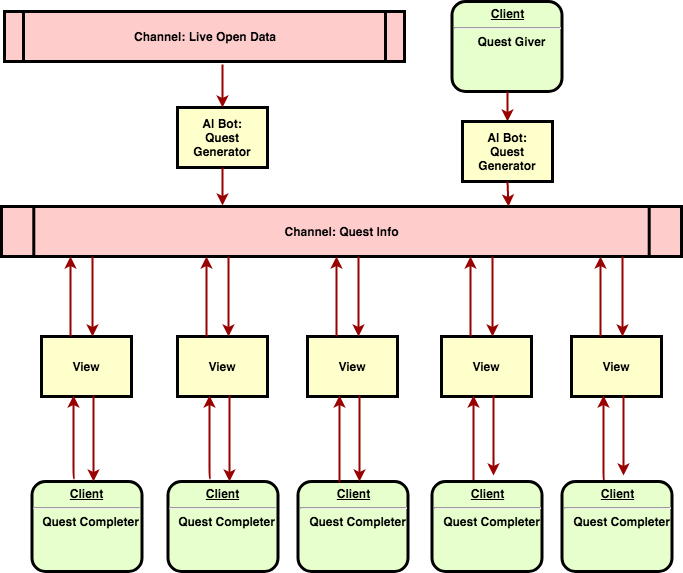 Channel: Live Open Data
Client
Quest Giver
AI Bot:
Quest
Generator
AI Bot:
Quest
Generator
Channel: Quest Info
View
View
View
View
View
Client
Quest Completer
Client
Quest Completer
Client
Quest Completer
Client
Quest Completer
Client
Quest Completer